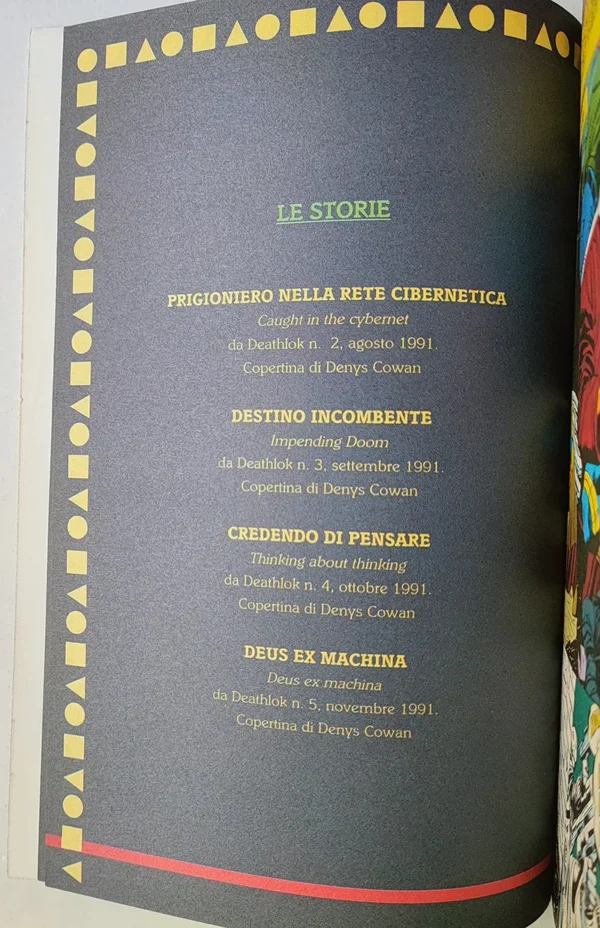 LE STORIE
PRIGIONIERO NELLA RETE CIBERNETICA
Caught in the cybernet
da Deathlok n. 2, agosto 1991.
Copertina di Denys Cowan
DESTINO INCOMBENTE
Impending Doom
da Deathlok n. 3, settembre 1991.
Copertina di Denys Cowan
CREDENDO DI PENSARE
Thinking about thinking
da Deathlok n. 4, ottobre 1991.
Copertina di Denys Cowan
DEUS EX MACHINA
Deus ex machina
da Deathlok n. 5, novembre 1991.
Copertina di Denys Cowan